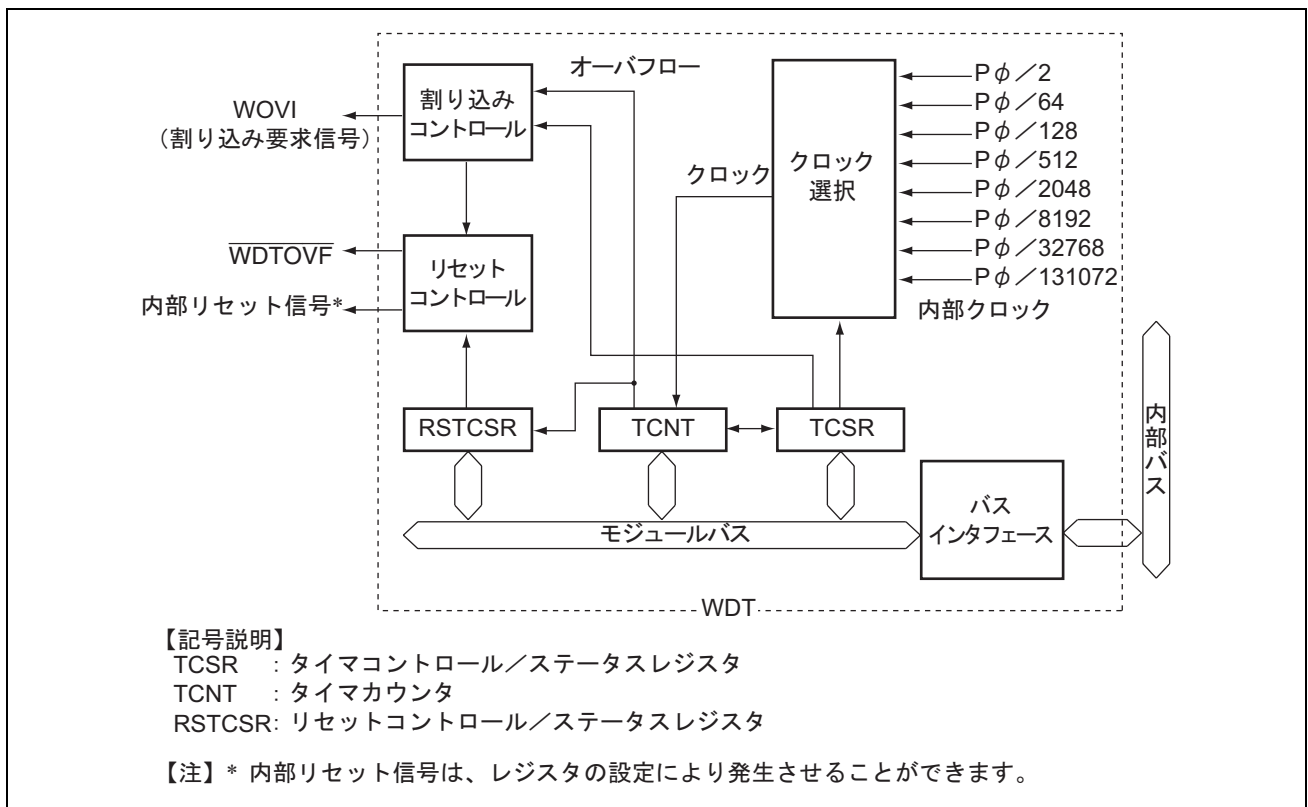 オーバフロー
割り込み
コントロール
WOVI
（割り込み要求信号）
クロック
選択
Pφ／2
Pφ／64
Pφ／128
Pφ／512
Pφ／2048
Pφ／8192
Pφ／32768
Pφ／131072
内部クロック
クロック
WDTOVF
内部リセット信号*
リセット
コントロール
RSTCSR
TCNT
TCSR
内部バス
バス
インタフェース
モジュールバス
WDT
【記号説明】
TCSR ：タイマコントロール／ステータスレジスタ
TCNT ：タイマカウンタ
RSTCSR：リセットコントロール／ステータスレジスタ
【注】* 内部リセット信号は、レジスタの設定により発生させることができます。